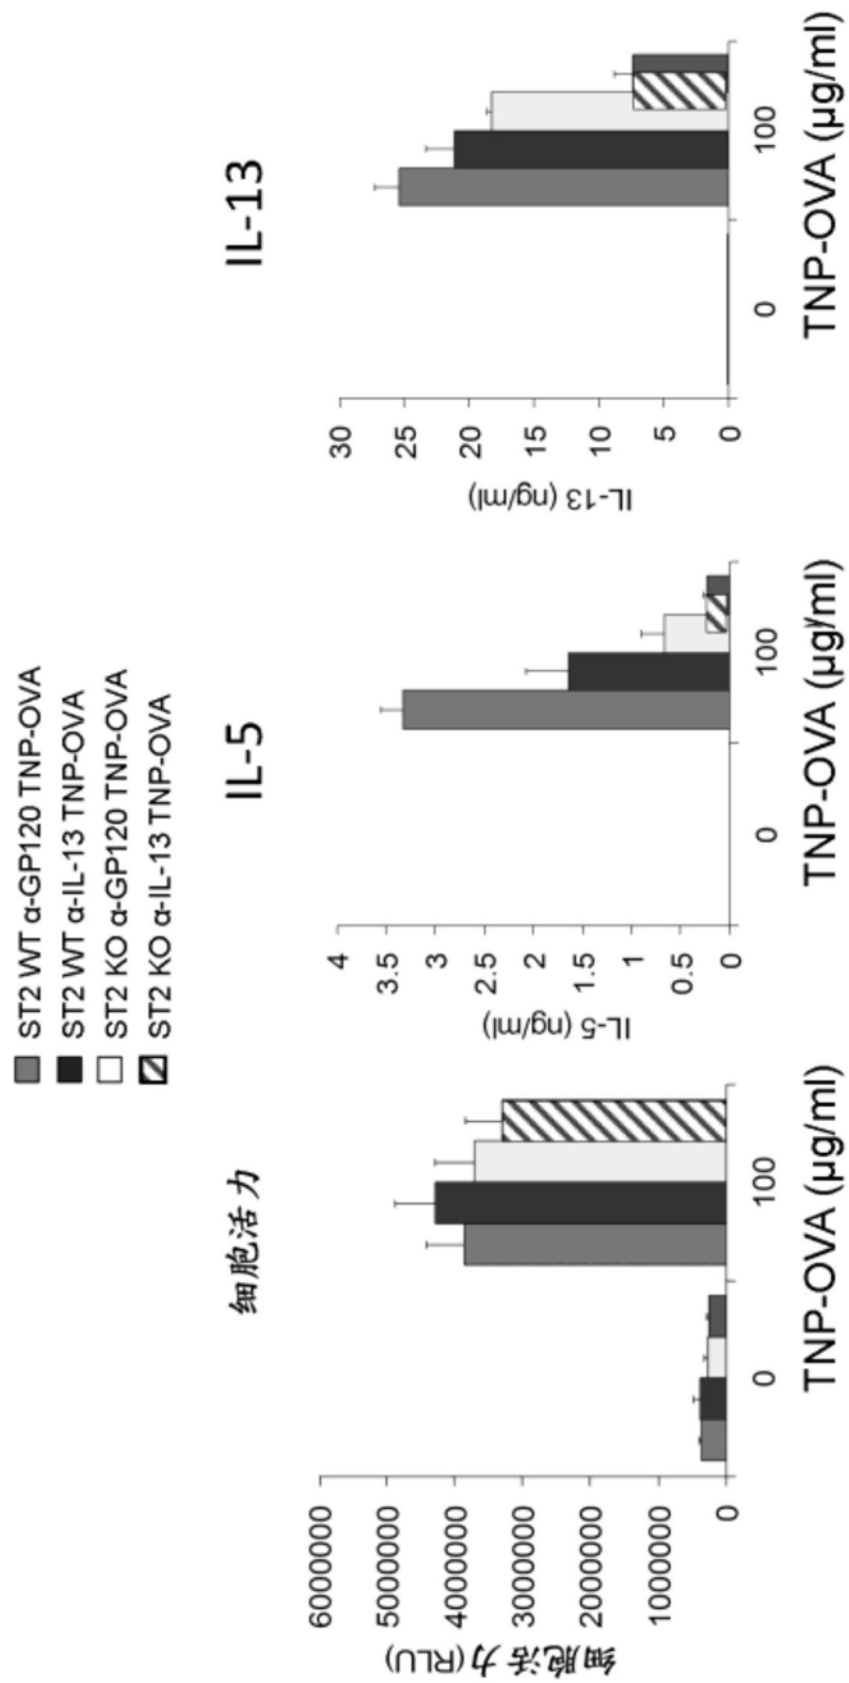 ST2 WT α-GP120 TNP-OVA
ST2 WT α-IL-13 TNP-OVA
ST2 KO α-GP120 TNP-OVA
ST2 KO α-IL-13 TNP-OVA
细胞活力
细胞活力(RLU)
6000000
5000000
4000000
3000000
2000000
1000000
0
0
100
TNP-OVA (µg/ml)
IL-5
IL-5 (ng/ml)
4
3.5
3
2.5
2
1.5
1
0.5
0
0
100
TNP-OVA (µg/ml)
IL-13
IL-13 (ng/ml)
30
25
20
15
10
5
0
0
100
TNP-OVA (µg/ml)